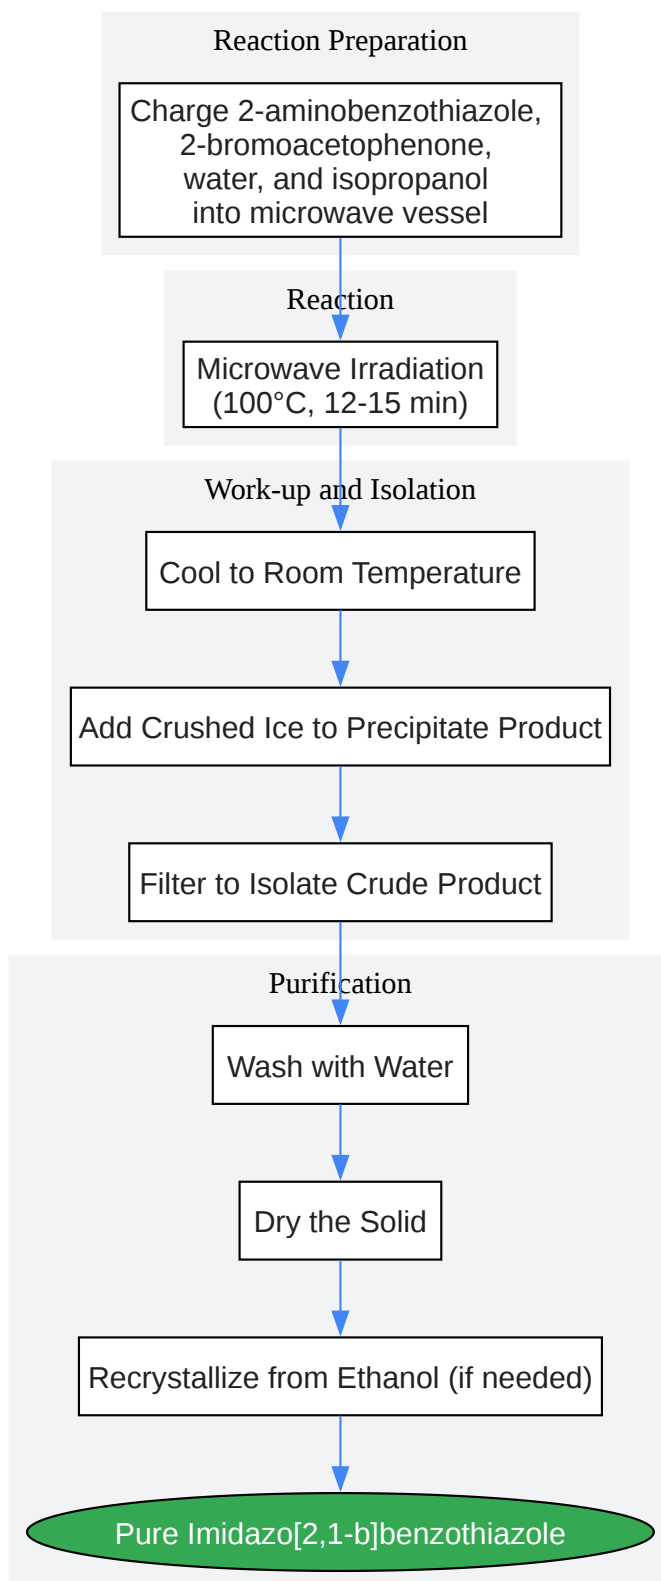 Reaction Preparation
Charge 2-aminobenzothiazole,
2-bromoacetophenone,
water, and isopropanol
into microwave vessel
Reaction
Microwave Irradiation
(100°C, 12-15 min)
Work-up and Isolation
Cool to Room Temperature
Add Crushed Ice to Precipitate Product
Filter to Isolate Crude Product
Purification
Wash with Water
Dry the Solid
Recrystallize from Ethanol (if needed)
Pure Imidazo[2,1-b]benzothiazole